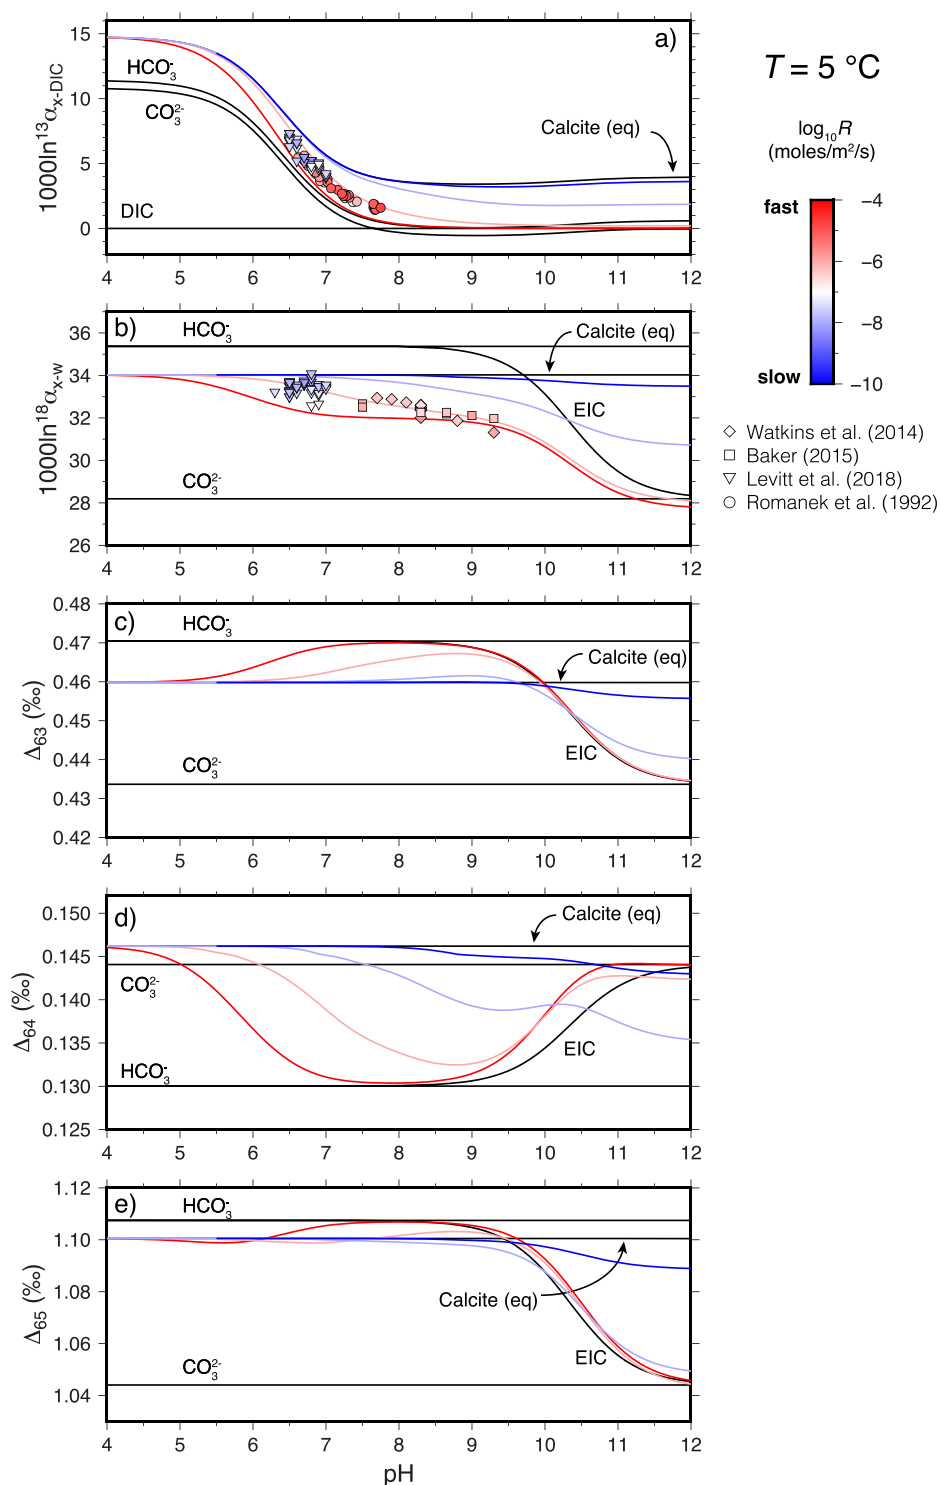 a)
T = 5 °C
1000ln¹³αx-DIC
15
10
5
0
HCO₃⁻
CO₃²⁻
DIC
Calcite (eq)
4 5 6 7 8 9 10 11 12
log₁₀R
(moles/m²/s)
fast
slow
−4
−6
−8
−10
b)
1000ln¹⁸αx-w
36
34
32
30
28
26
HCO₃⁻
Calcite (eq)
EIC
CO₃²⁻
4 5 6 7 8 9 10 11 12
Watkins et al. (2014)
Baker (2015)
Levitt et al. (2018)
Romanek et al. (1992)
c)
Δ₆₃ (‰)
0.48
0.47
0.46
0.45
0.44
0.43
0.42
HCO₃⁻
Calcite (eq)
EIC
CO₃²⁻
4 5 6 7 8 9 10 11 12
d)
Δ₆₄ (‰)
0.150
0.145
0.140
0.135
0.130
0.125
Calcite (eq)
CO₃²⁻
EIC
HCO₃⁻
4 5 6 7 8 9 10 11 12
e)
Δ₆₅ (‰)
1.12
1.10
1.08
1.06
1.04
HCO₃⁻
Calcite (eq)
EIC
CO₃²⁻
4 5 6 7 8 9 10 11 12
pH